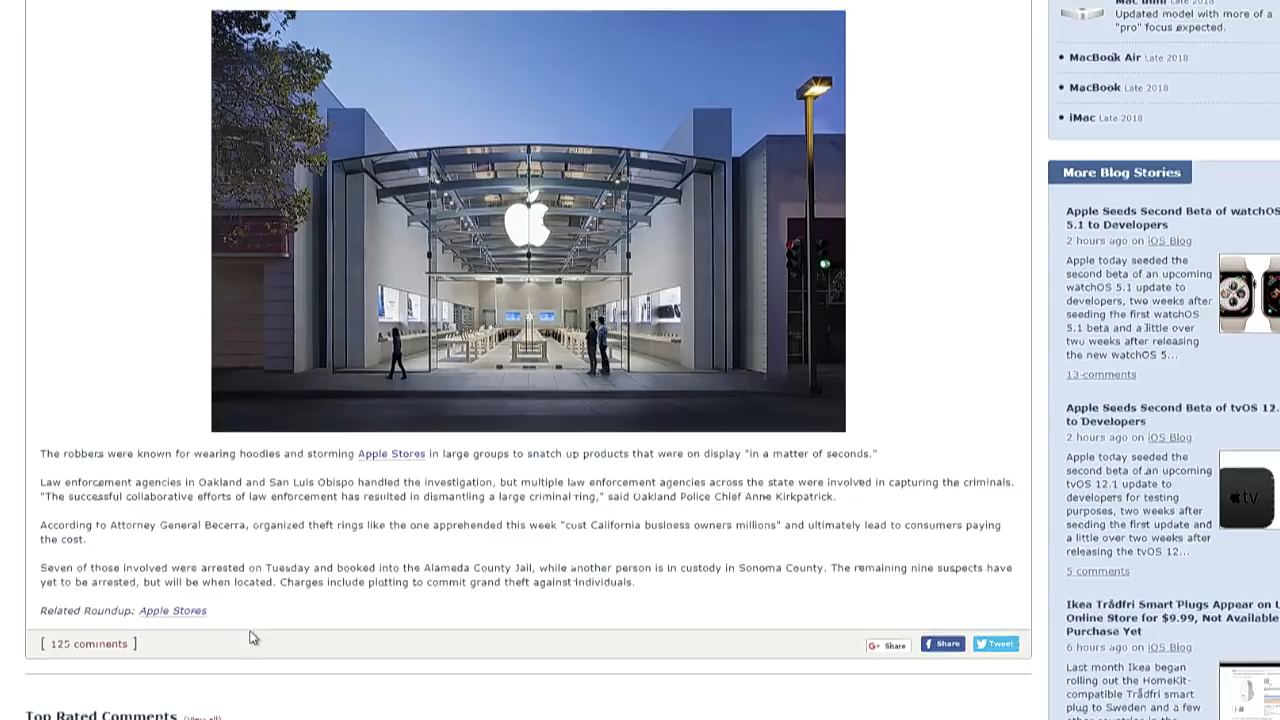 Updated model with more of a
"pro" focus expected.
• MacBook Air Late 2018
• MacBook Late 2018
• iMac Late 2018
The robbers were known for wearing hoodies and storming Apple Stores in large groups to snatch up products that were on display "in a matter of seconds."
Law enforcement agencies in Oakland and San Luis Obispo handled the investigation, but multiple law enforcement agencies across the state were involved in capturing the criminals.
"The successful collaborative efforts of law enforcement has resulted in dismantling a large criminal ring," said Oakland Police Chief Anne Kirkpatrick.
According to Attorney General Becerra, organized theft rings like the one apprehended this week "cost California business owners millions" and ultimately lead to consumers paying
the cost.
Seven of those involved were arrested on Tuesday and booked into the Alameda County Jail, while another person is in custody in Sonoma County. The remaining nine suspects have
yet to be arrested, but will be when located. Charges include plotting to commit grand theft against individuals.
Related Roundup: Apple Stores
[ 125 comments ]
G+ Share
f Share
Tweet
Top Rated Comments (View all)
More Blog Stories
Apple Seeds Second Beta of watchOS
5.1 to Developers
2 hours ago on iOS Blog
Apple today seeded the
second beta of an upcoming
watchOS 5.1 update to
developers, two weeks after
seeding the first watchOS
5.1 beta and a little over
two weeks after releasing
the new watchOS 5...
13 comments
Apple Seeds Second Beta of tvOS 12.
to Developers
2 hours ago on iOS Blog
Apple today seeded the
second beta of an upcoming
tvOS 12.1 update to
developers for testing
purposes, two weeks after
seeding the first update and
a little over two weeks after
releasing the tvOS 12...
tv
5 comments
Ikea Trådfri Smart Plugs Appear on
Online Store for $9.99, Not Available
Purchase Yet
6 hours ago on iOS Blog
Last month Ikea began
rolling out the HomeKit-
compatible Trådfri smart
plug to Sweden and a few